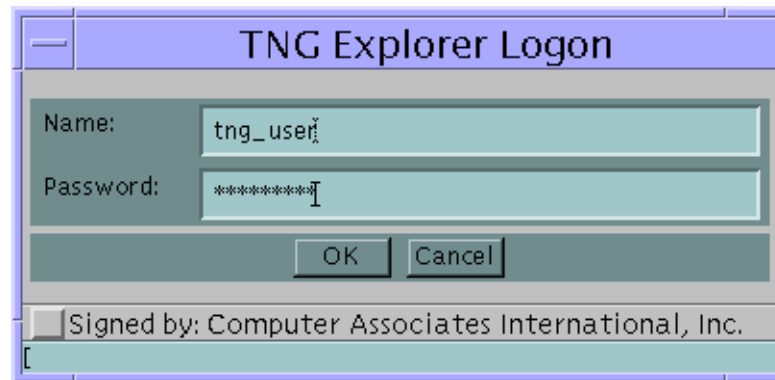 TNG Explorer Logon
Name: tng_user
Password: *********
OK Cancel
Signed by: Computer Associates International, Inc.
[